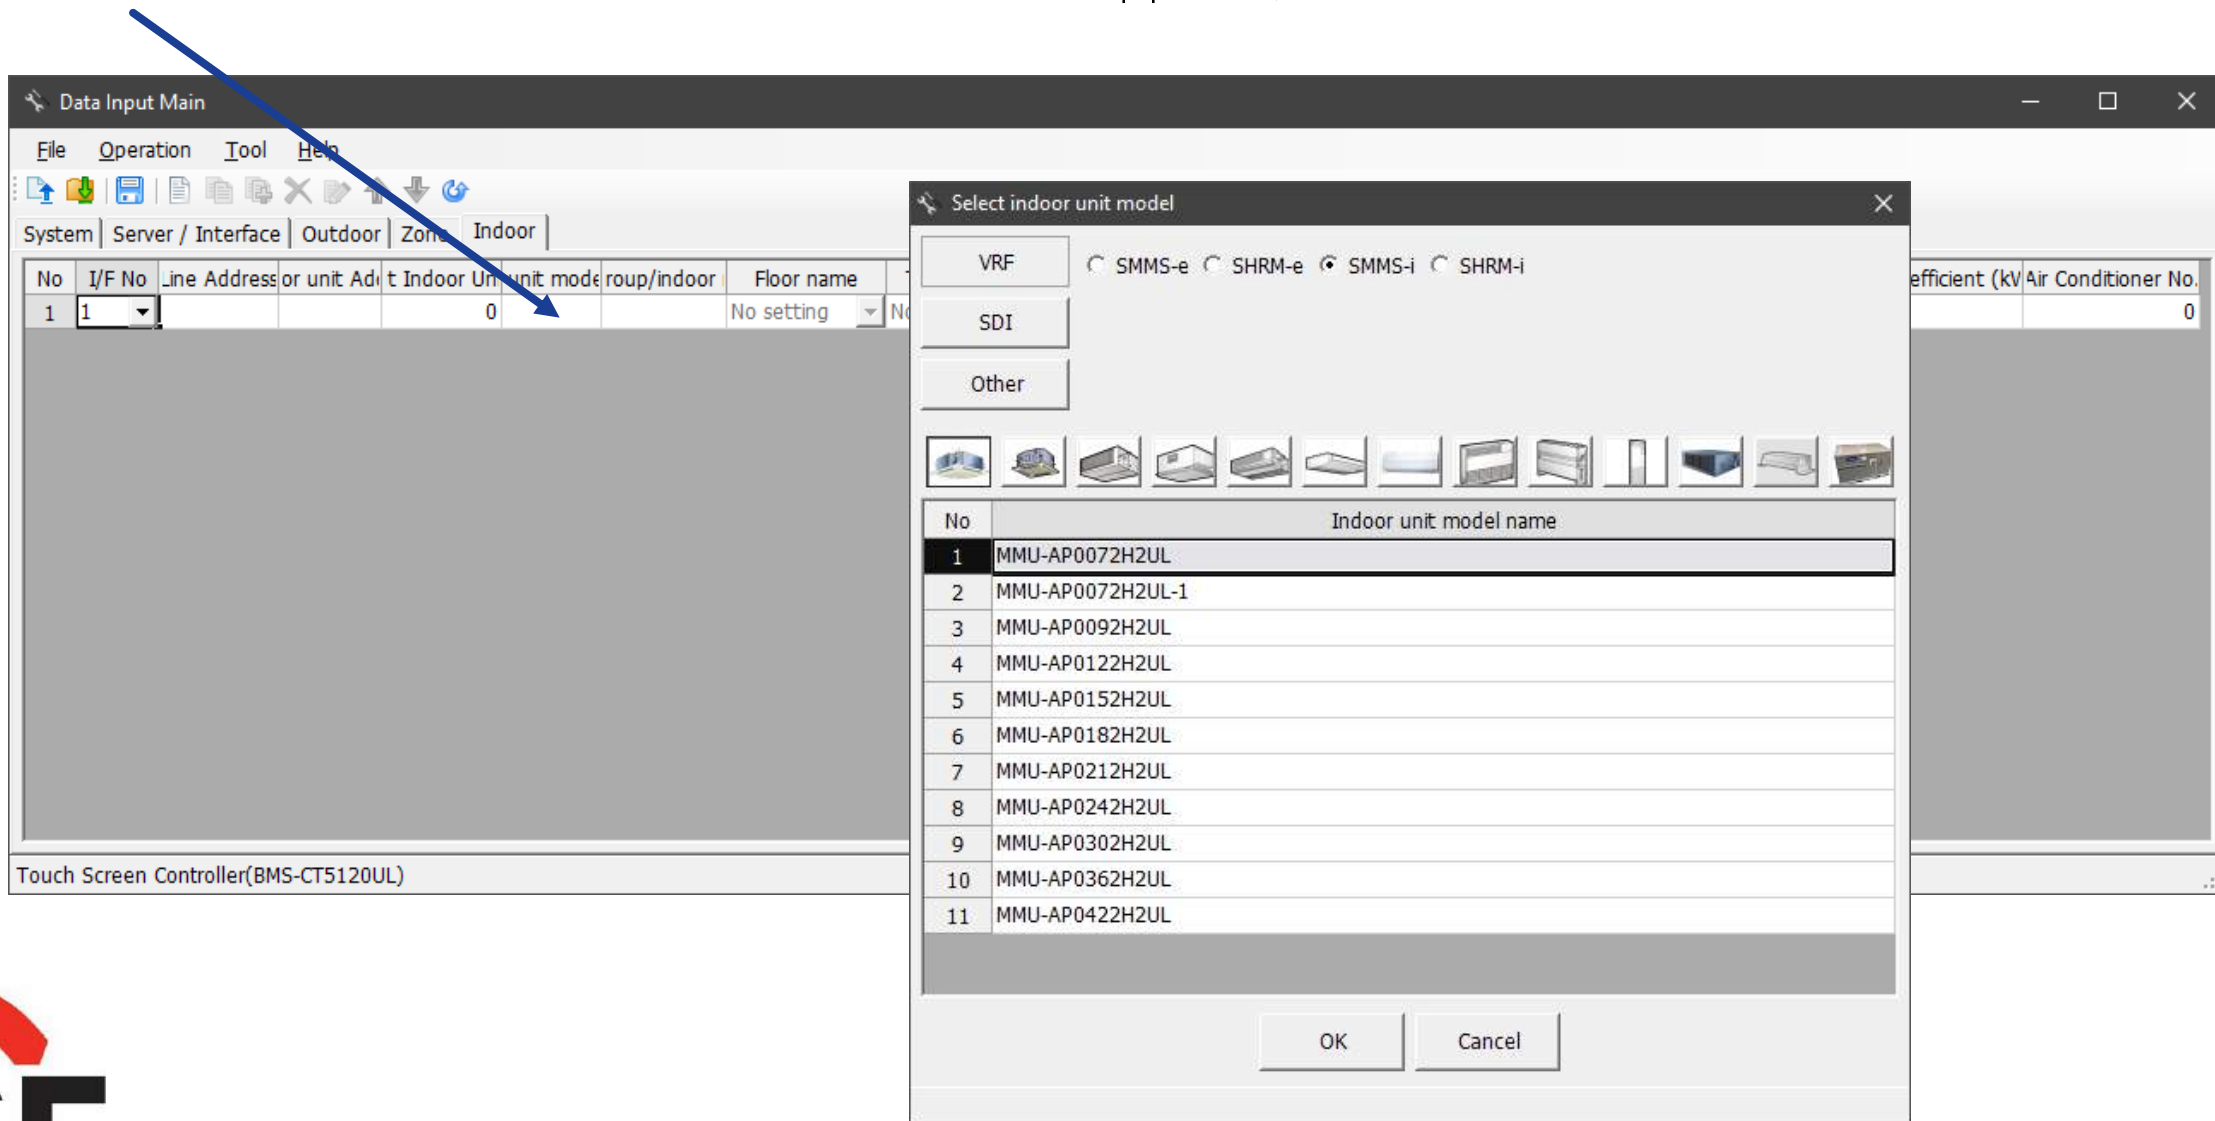 Data Input Main
File Operation Tool Help
System Server / Interface Outdoor Zone Indoor
No I/F No Line Address or unit Ad t Indoor Un unit mode roup/indoor Floor name
1 1 0 No setting
efficient (kV Air Conditioner No.
0
Touch Screen Controller(BMS-CT5120UL)
Select indoor unit model
VRF SMMS-e SHRM-e SMMS-i SHRM-i
SDI
Other
No Indoor unit model name
1 MMU-AP0072H2UL
2 MMU-AP0072H2UL-1
3 MMU-AP0092H2UL
4 MMU-AP0122H2UL
5 MMU-AP0152H2UL
6 MMU-AP0182H2UL
7 MMU-AP0212H2UL
8 MMU-AP0242H2UL
9 MMU-AP0302H2UL
10 MMU-AP0362H2UL
11 MMU-AP0422H2UL
OK Cancel